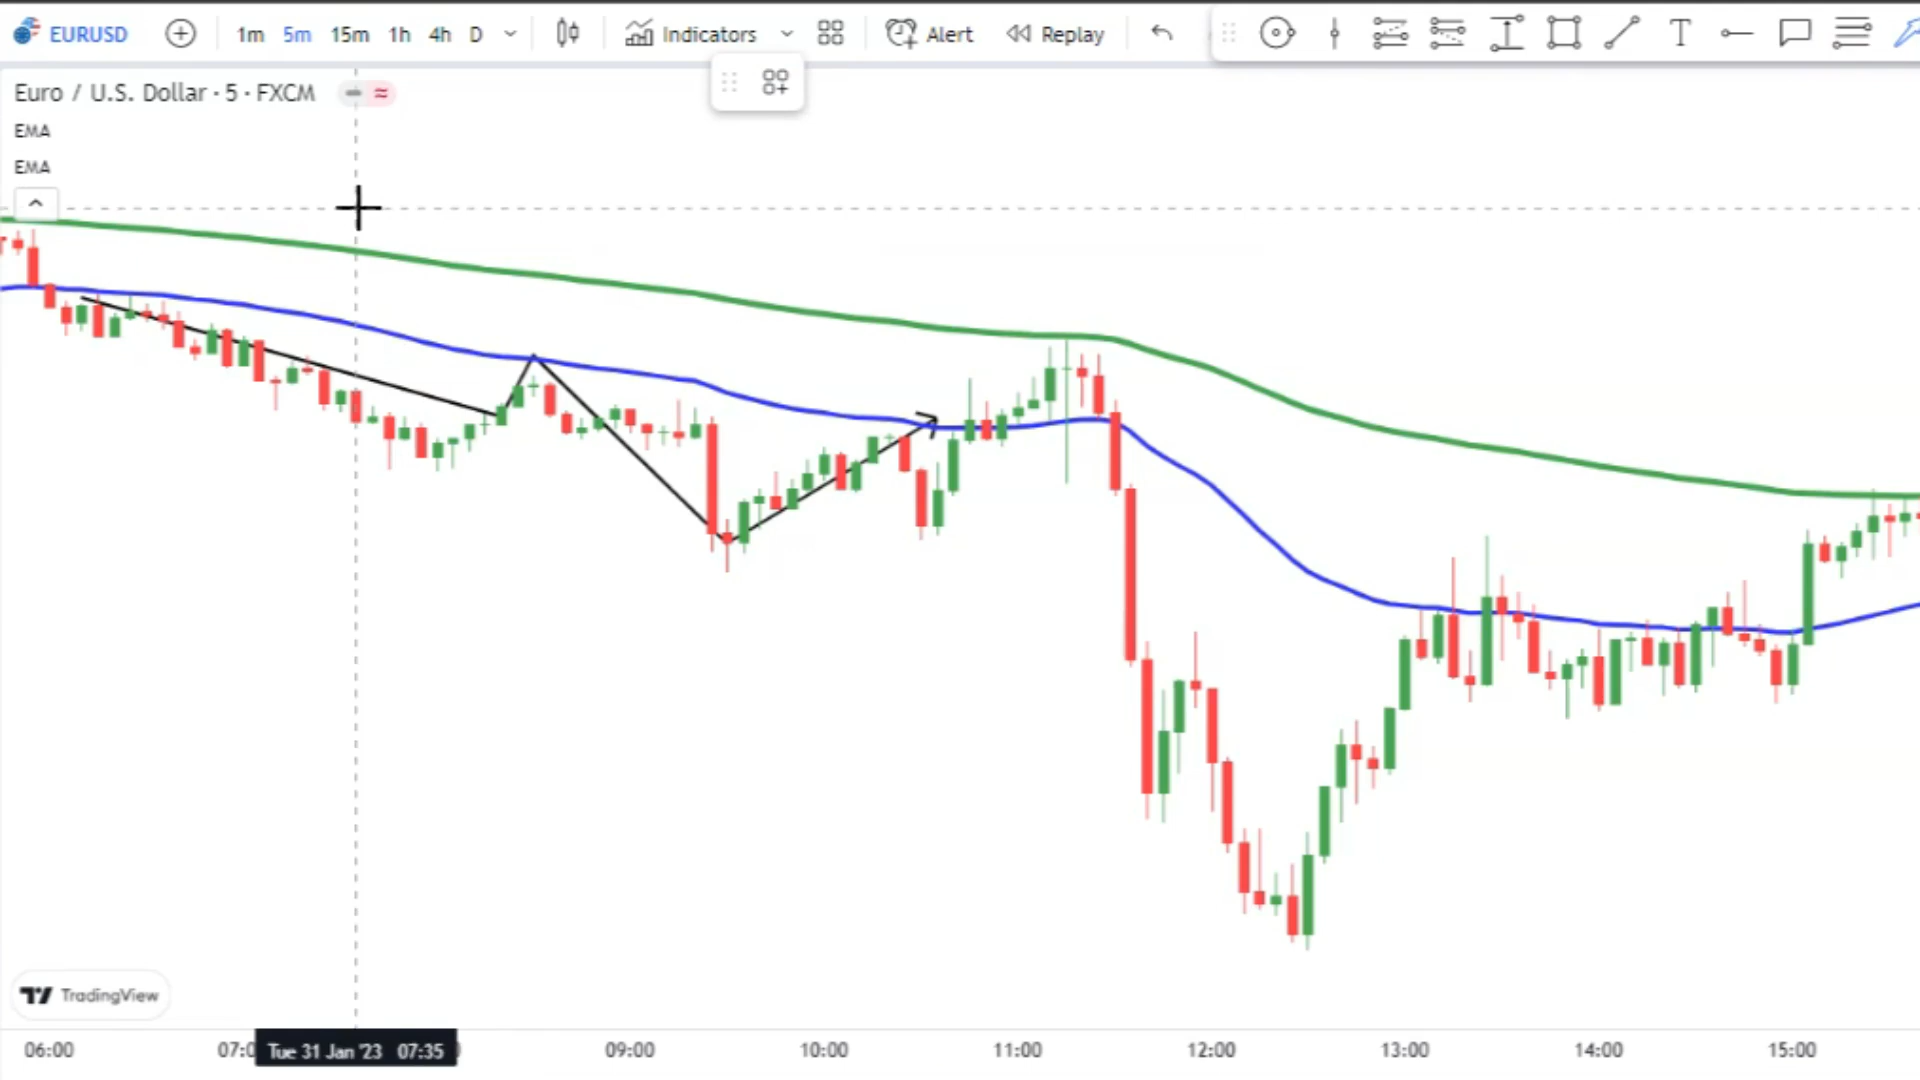 EURUSD 1m 5m 15m 1h 4h D Indicators Alert Replay T
Euro / U.S. Dollar · 5 · FXCM
EMA
EMA
TradingView
06:00 07:0 Tue 31 Jan '23 07:35 09:00 10:00 11:00 12:00 13:00 14:00 15:00